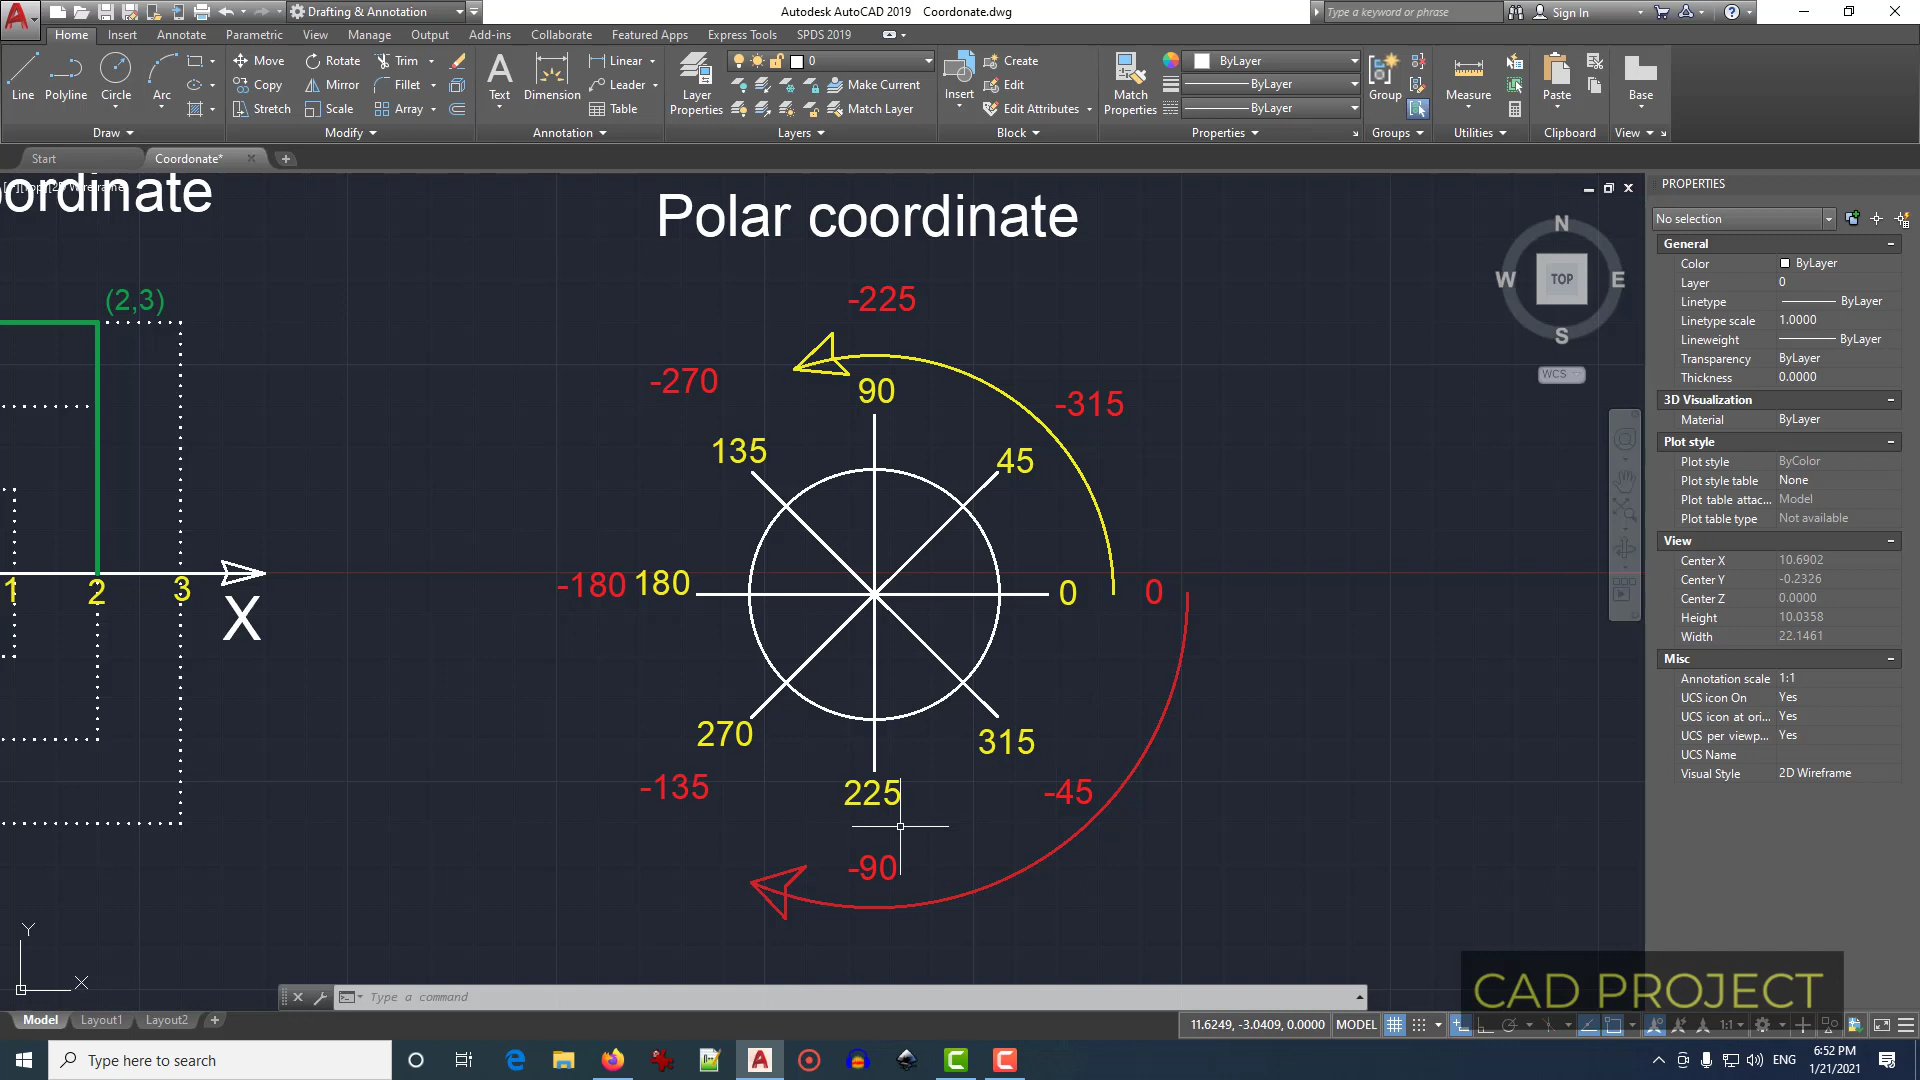 Drafting & Annotation
Autodesk AutoCAD 2019 Coordonate.dwg
Type a keyword or phrase
Sign In
Home Insert Annotate Parametric View Manage Output Add-ins Collaborate Featured Apps Express Tools SPDS 2019
Line Polyline Circle Arc
Move Rotate Trim
Copy Mirror Fillet
Stretch Scale Array
Text Dimension
Linear
Leader
Table
Layer Properties
0
Make Current
Match Layer
Insert
Create
Edit
Edit Attributes
Match Properties
ByLayer
ByLayer
ByLayer
Group Measure Paste Base
Draw Modify Annotation Layers Block Properties Groups Utilities Clipboard View
Start Coordonate*
ordinate
Polar coordinate
(2,3)
-225
-270
90
-315
135
45
-180 180
0 0
1 2 3
X
270
315
-135
225
-45
-90
N
W TOP E
S
WCS
Y
X
PROPERTIES
No selection
General
Color ByLayer
Layer 0
Linetype ByLayer
Linetype scale 1.0000
Lineweight ByLayer
Transparency ByLayer
Thickness 0.0000
3D Visualization
Material ByLayer
Plot style
Plot style ByColor
Plot style table None
Plot table attac... Model
Plot table type Not available
View
Center X 10.6902
Center Y -0.2326
Center Z 0.0000
Height 10.0358
Width 22.1461
Misc
Annotation scale 1:1
UCS icon On Yes
UCS icon at ori... Yes
UCS per viewp... Yes
UCS Name
Visual Style 2D Wireframe
Type a command
CAD PROJECT
Model Layout1 Layout2
11.6249, -3.0409, 0.0000 MODEL 1:1
Type here to search
ENG
6:52 PM
1/21/2021